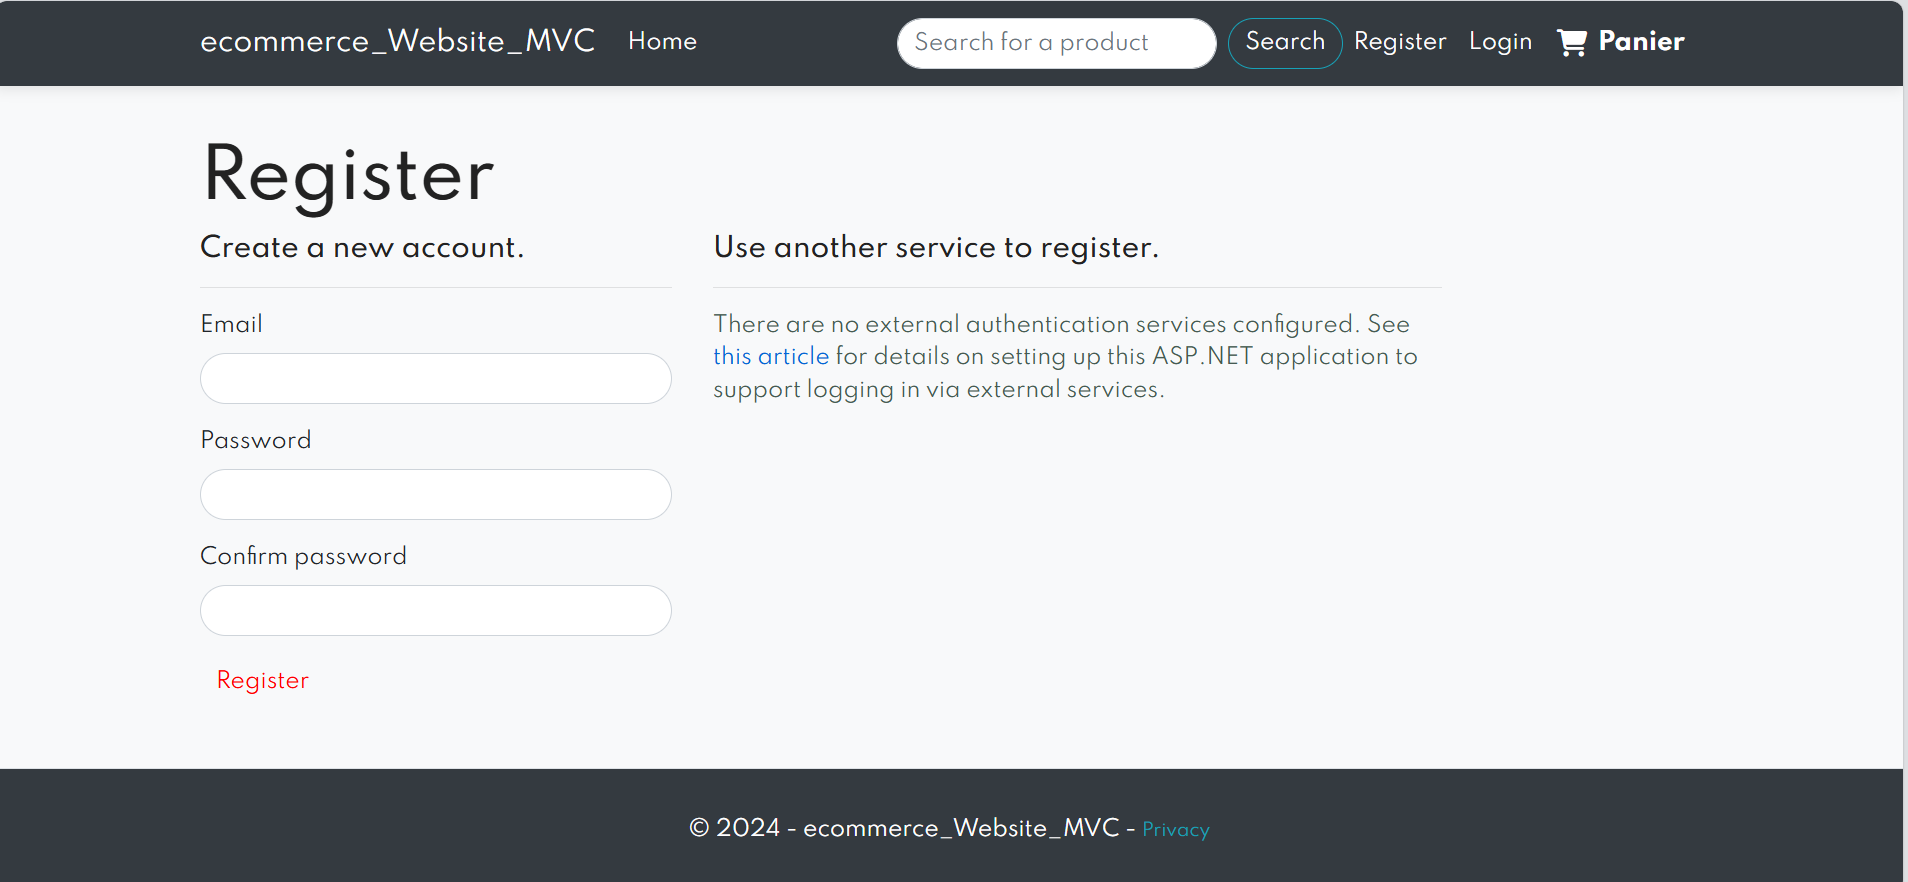 ecommerce_Website_MVC Home Search for a product Search Register Login Panier
Register
Create a new account.
Email
Password
Confirm password
Register
Use another service to register.
There are no external authentication services configured. See
this article for details on setting up this ASP.NET application to
support logging in via external services.
© 2024 - ecommerce_Website_MVC - Privacy